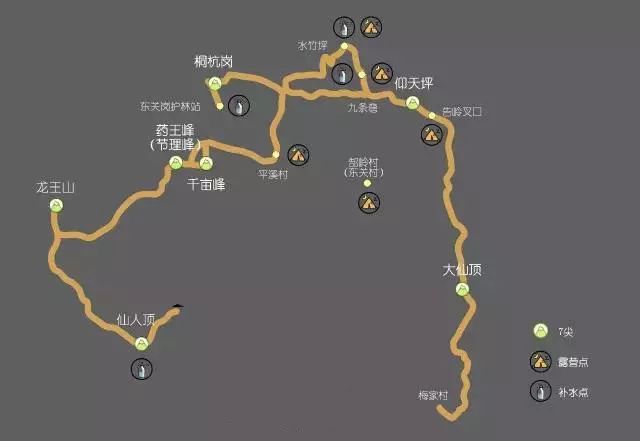 水竹坪
桐杭岗
仰天坪
东关岗护林站
九条巷
告岭叉口
药王峰
(节理峰)
平溪村
郜岭村
(东关村)
千亩峰
龙王山
大仙顶
仙人顶
7尖
露营点
梅家村
补水点